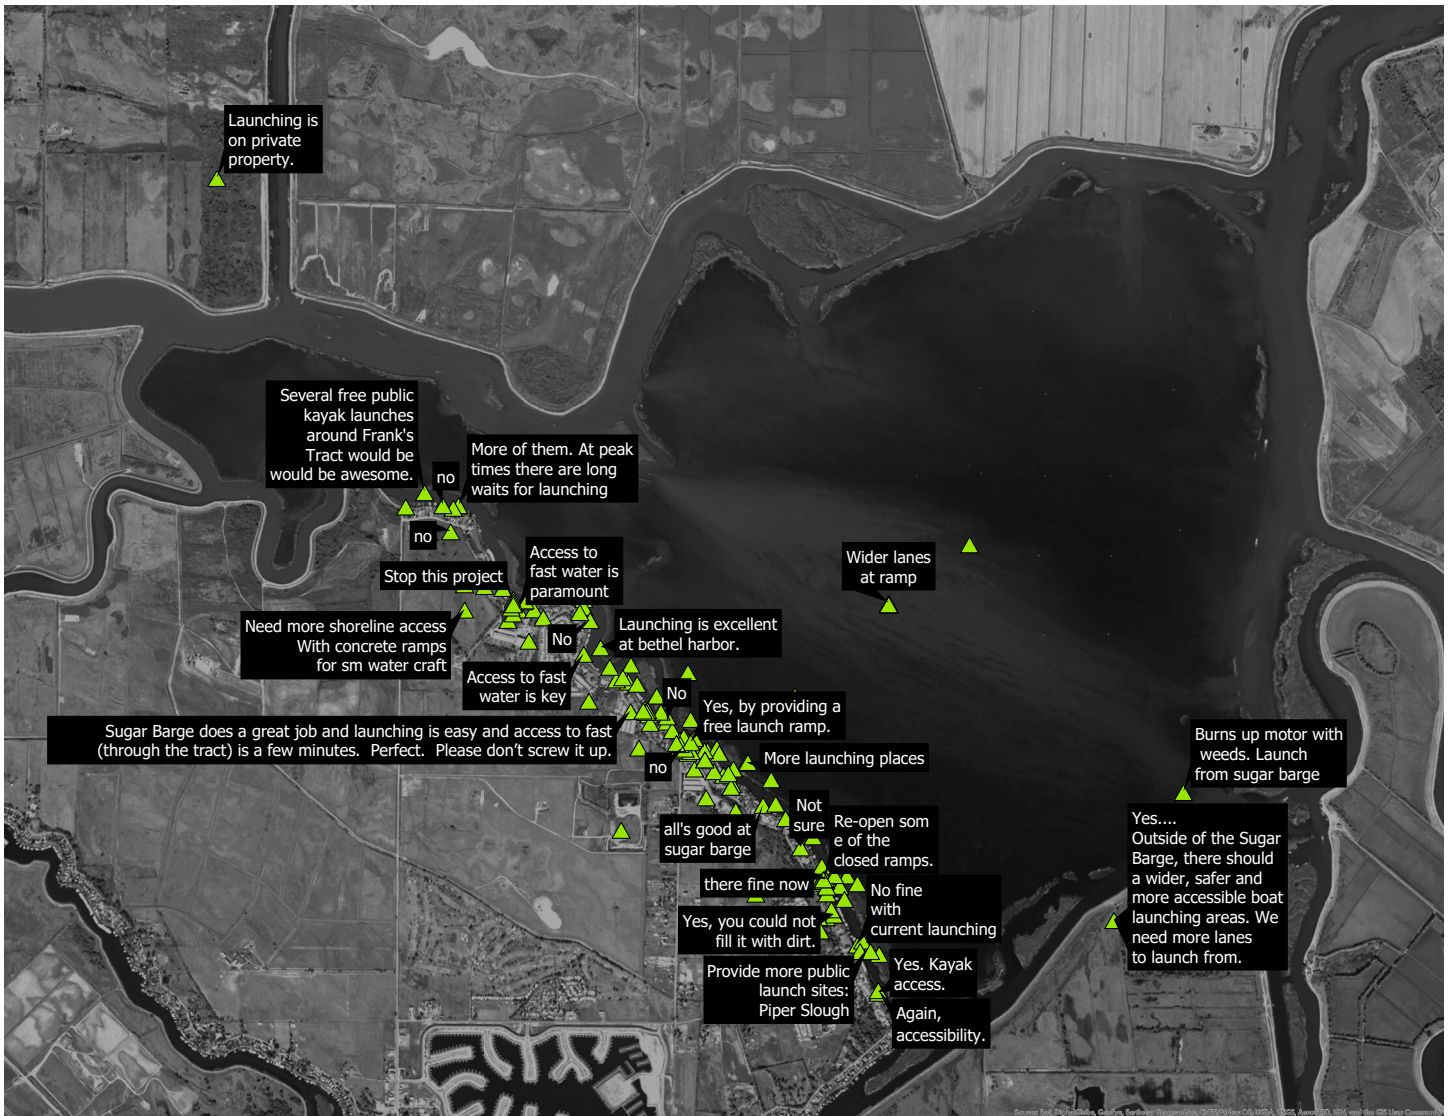 Launching is
on private
property.
Several free public
kayak launches
around Frank's
Tract would be
would be awesome.
no
More of them. At peak
times there are long
waits for launching
no
Stop this project
Access to
fast water is
paramount
Need more shoreline access
With concrete ramps
for sm water craft
No
Launching is excellent
at bethel harbor.
Wider lanes
at ramp
Access to fast
water is key
No
Yes, by providing a
free launch ramp.
Sugar Barge does a great job and launching is easy and access to fast
(through the tract) is a few minutes.  Perfect.  Please don't screw it up.
no
More launching places
Burns up motor with
weeds. Launch
from sugar barge
all's good at
sugar barge
Not
sure
Re-open som
e of the
closed ramps.
Yes....
Outside of the Sugar
Barge, there should
a wider, safer and
more accessible boat
launching areas. We
need more lanes
to launch from.
there fine now
No fine
with
current launching
Yes, you could not
fill it with dirt.
Provide more public
launch sites:
Piper Slough
Yes. Kayak
access.
Again,
accessibility.